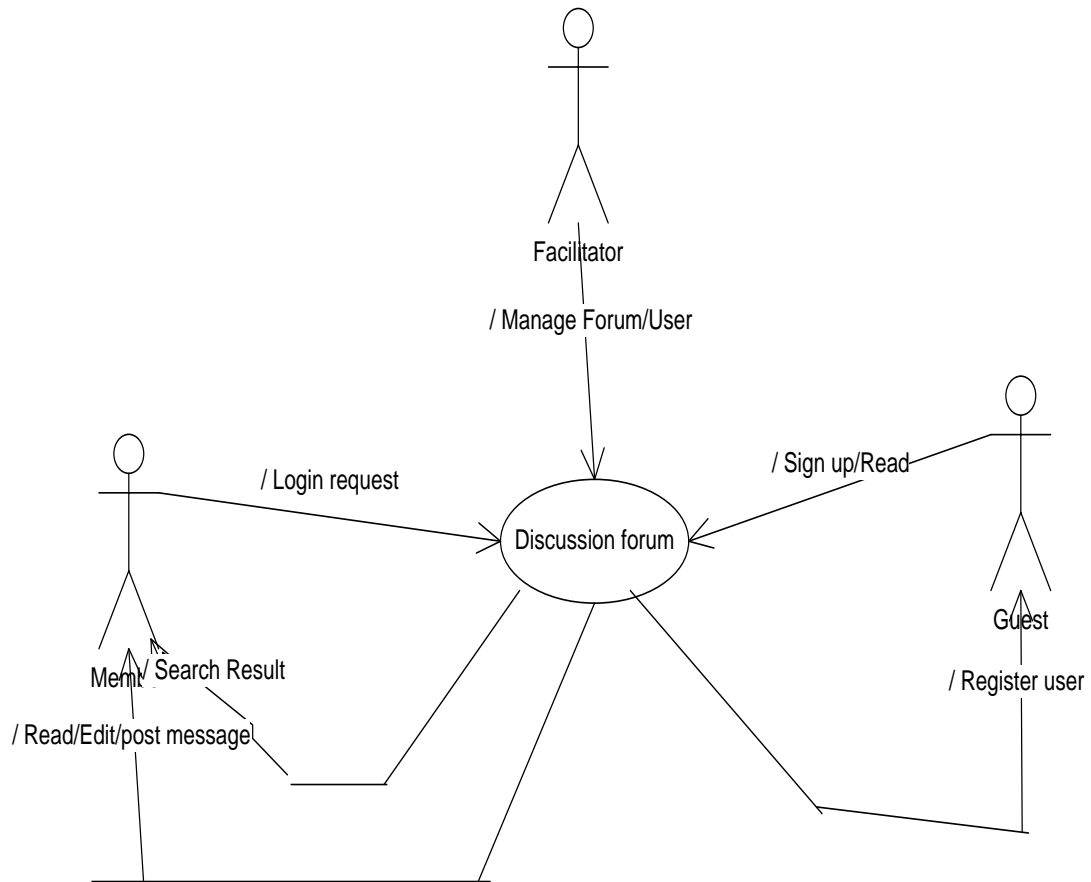 Facilitator
/ Manage Forum/User
/ Sign up/Read
/ Login request
Discussion forum
Guest
/ Search Result
/ Register user
/ Read/Edit/post message